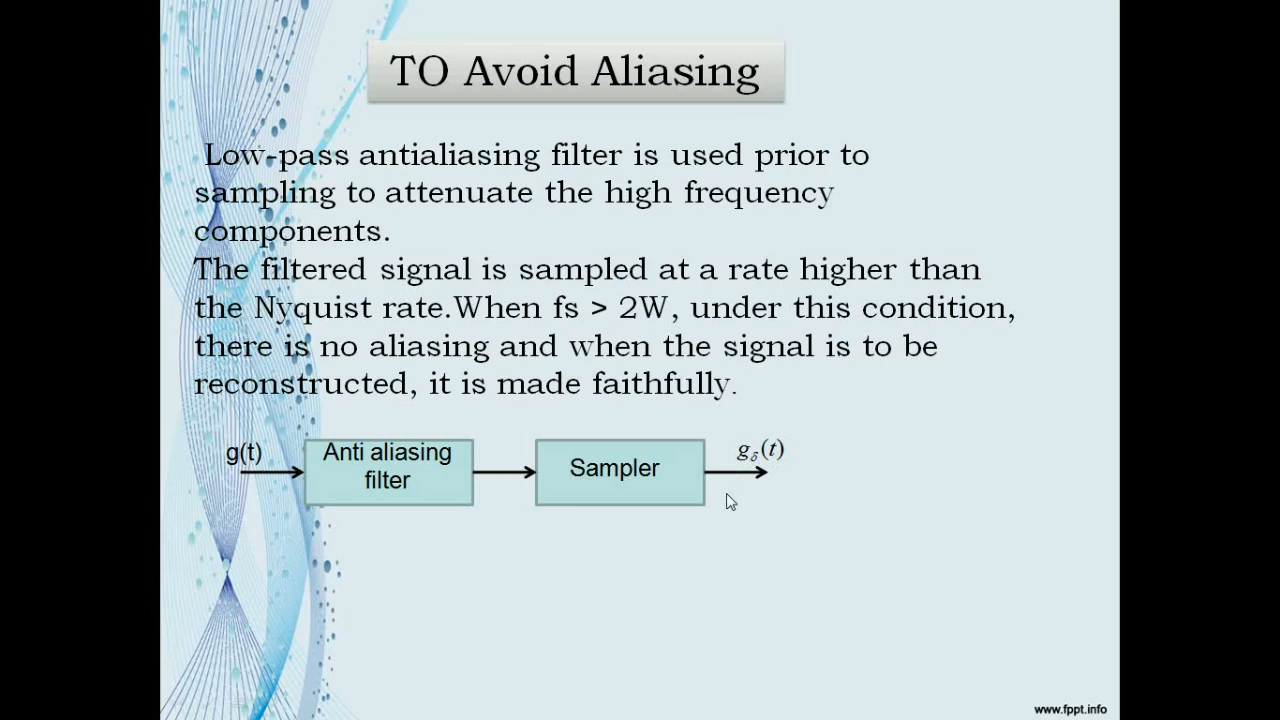 TO Avoid Aliasing
Low-pass antialiasing filter is used prior to
sampling to attenuate the high frequency
components.
The filtered signal is sampled at a rate higher than
the Nyquist rate.When fs > 2W, under this condition,
there is no aliasing and when the signal is to be
reconstructed, it is made faithfully.
g(t)
Anti aliasing
filter
Sampler
g_δ(t)
www.fppt.info